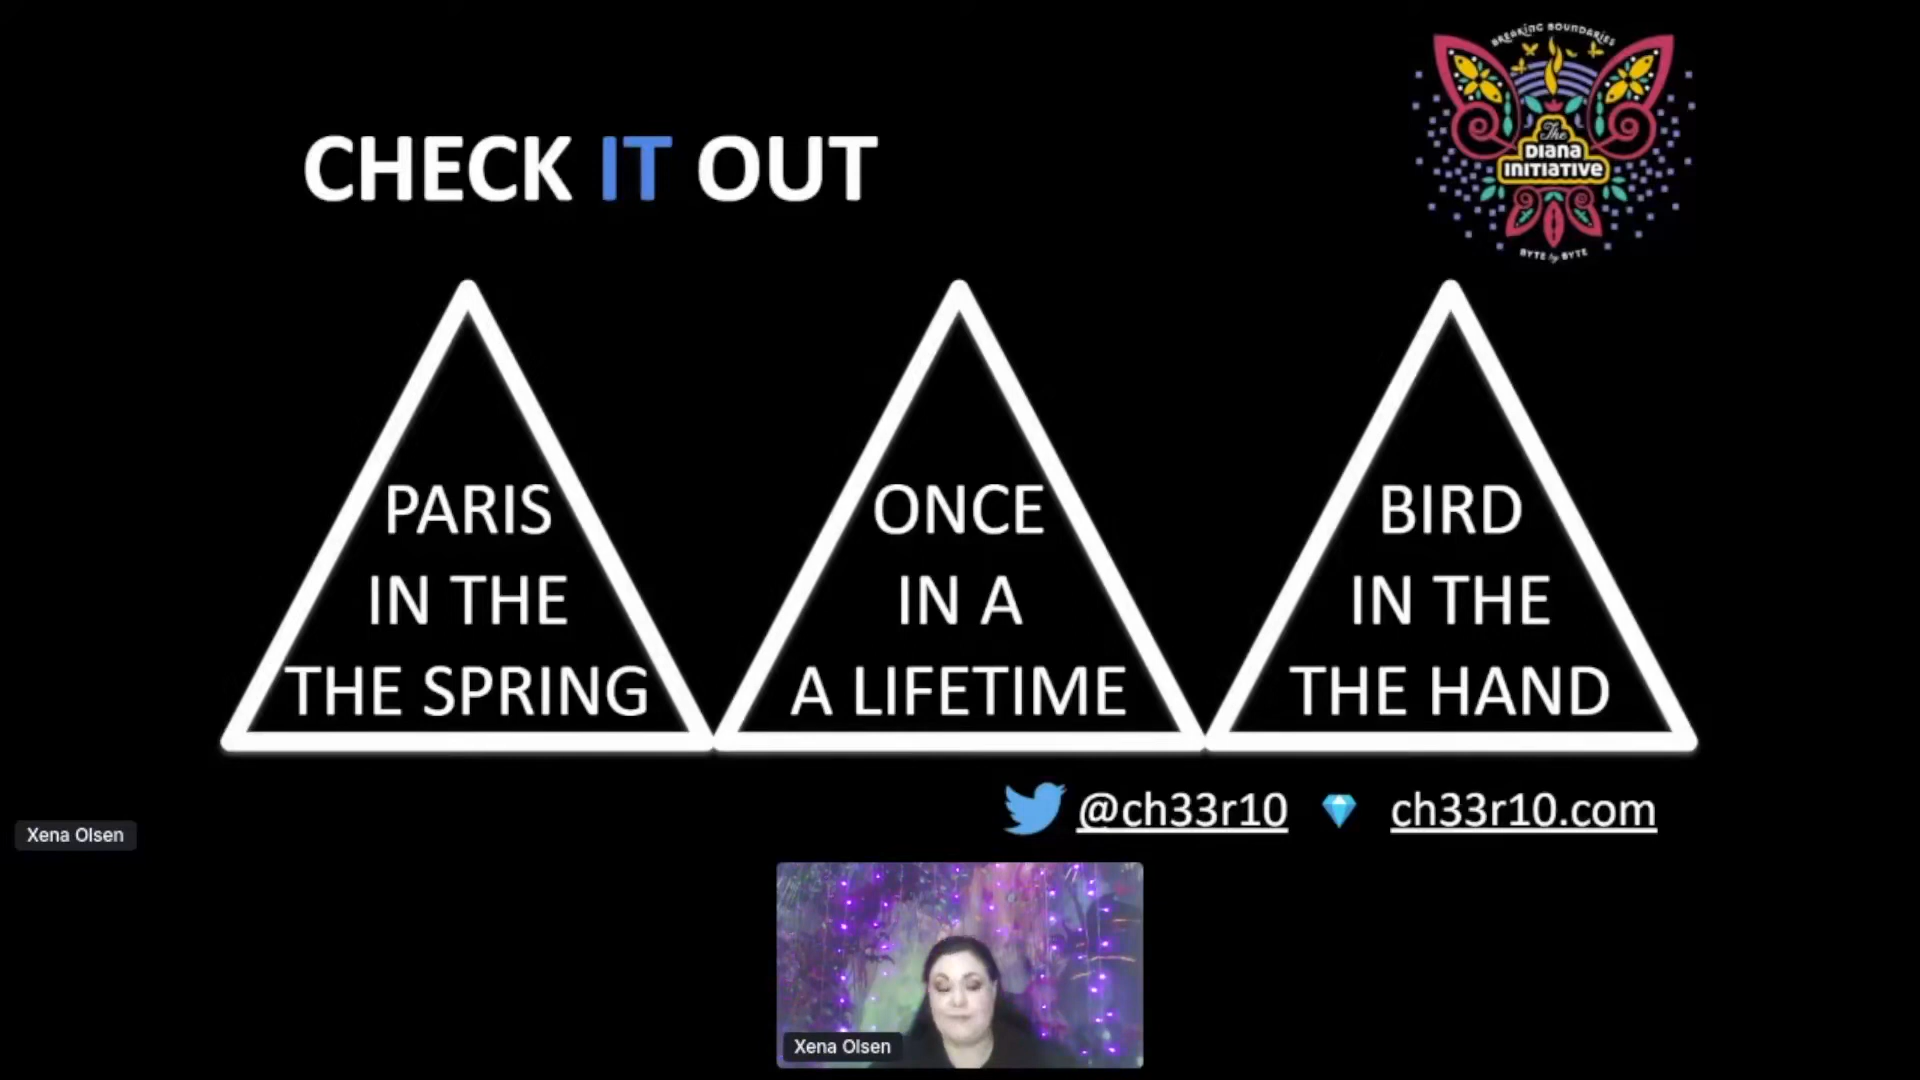 BREAKING BOUNDARIES
The
DIANA
INITIATIVE
BYTE by BYTE
CHECK IT OUT
PARIS
IN THE
THE SPRING
ONCE
IN A
A LIFETIME
BIRD
IN THE
THE HAND
@ch33r10
ch33r10.com
Xena Olsen
Xena Olsen